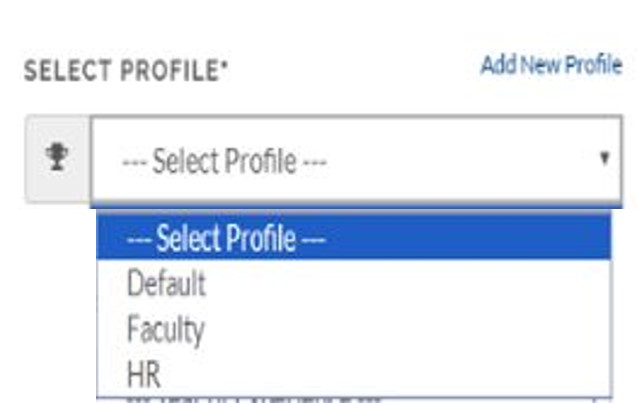 SELECT PROFILE*
Add New Profile
--- Select Profile ---
--- Select Profile ---
Default
Faculty
HR